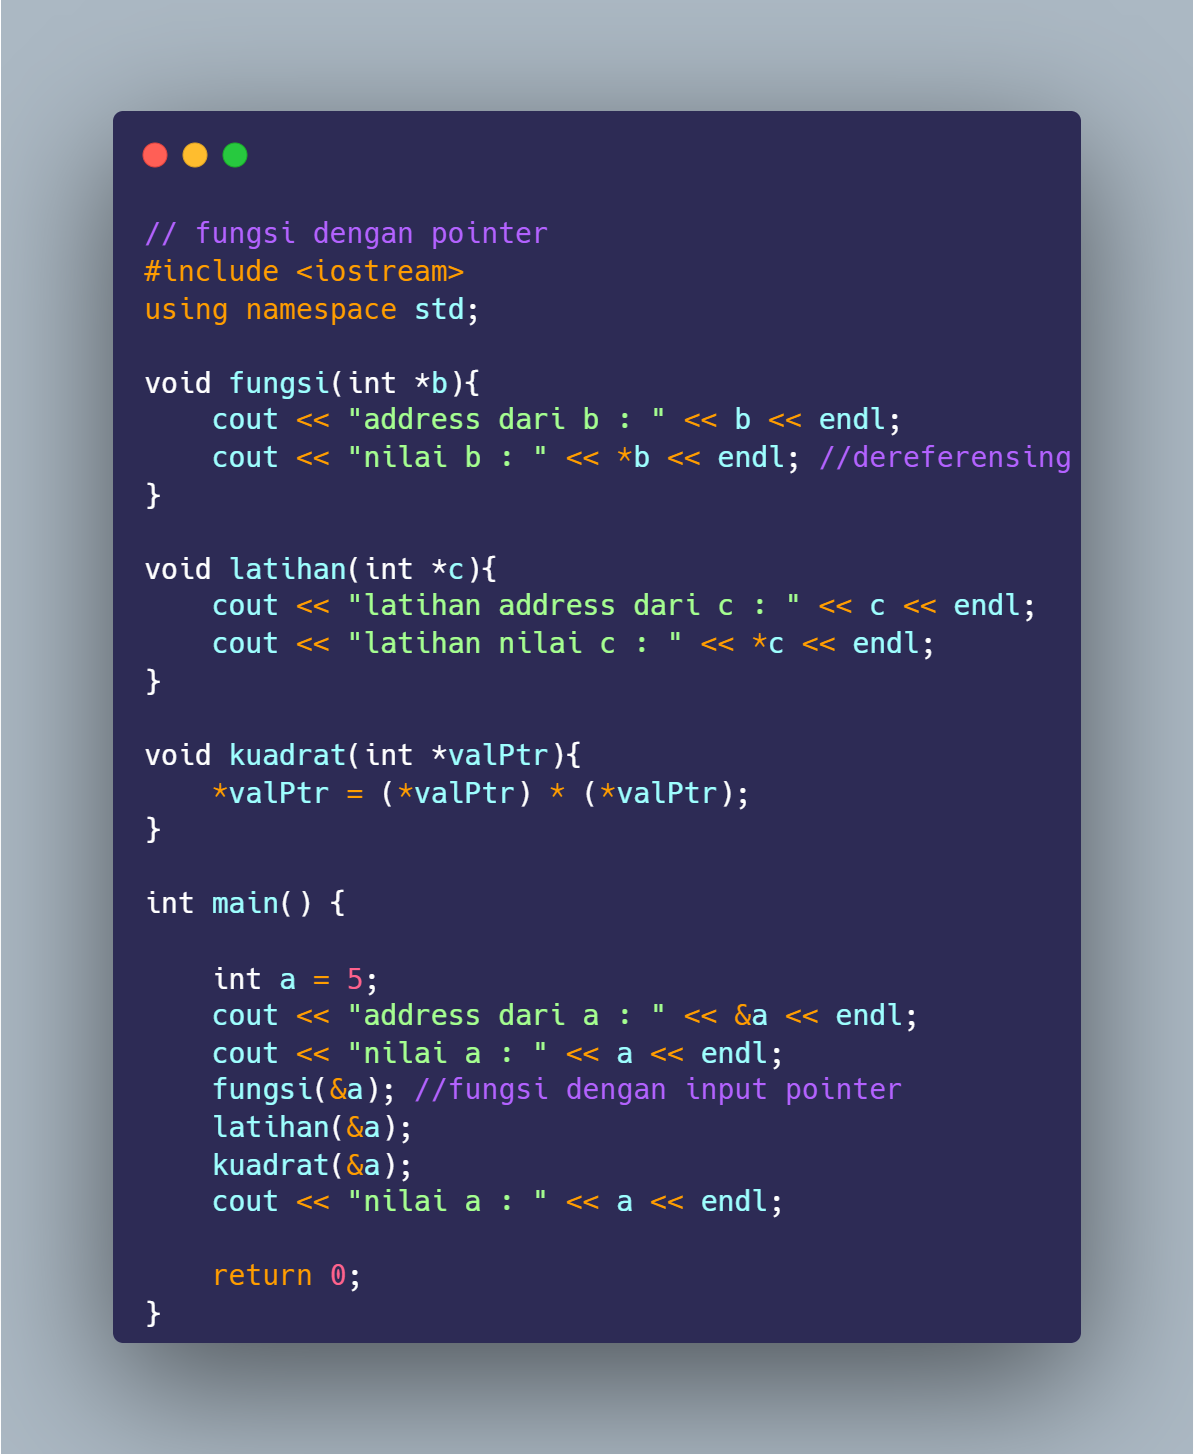 // fungsi dengan pointer
#include <iostream>
using namespace std;

void fungsi(int *b){
    cout << "address dari b : " << b << endl;
    cout << "nilai b : " << *b << endl; //dereferensing
}

void latihan(int *c){
    cout << "latihan address dari c : " << c << endl;
    cout << "latihan nilai c : " << *c << endl;
}

void kuadrat(int *valPtr){
    *valPtr = (*valPtr) * (*valPtr);
}

int main() {

    int a = 5;
    cout << "address dari a : " << &a << endl;
    cout << "nilai a : " << a << endl;
    fungsi(&a); //fungsi dengan input pointer
    latihan(&a);
    kuadrat(&a);
    cout << "nilai a : " << a << endl;

    return 0;
}